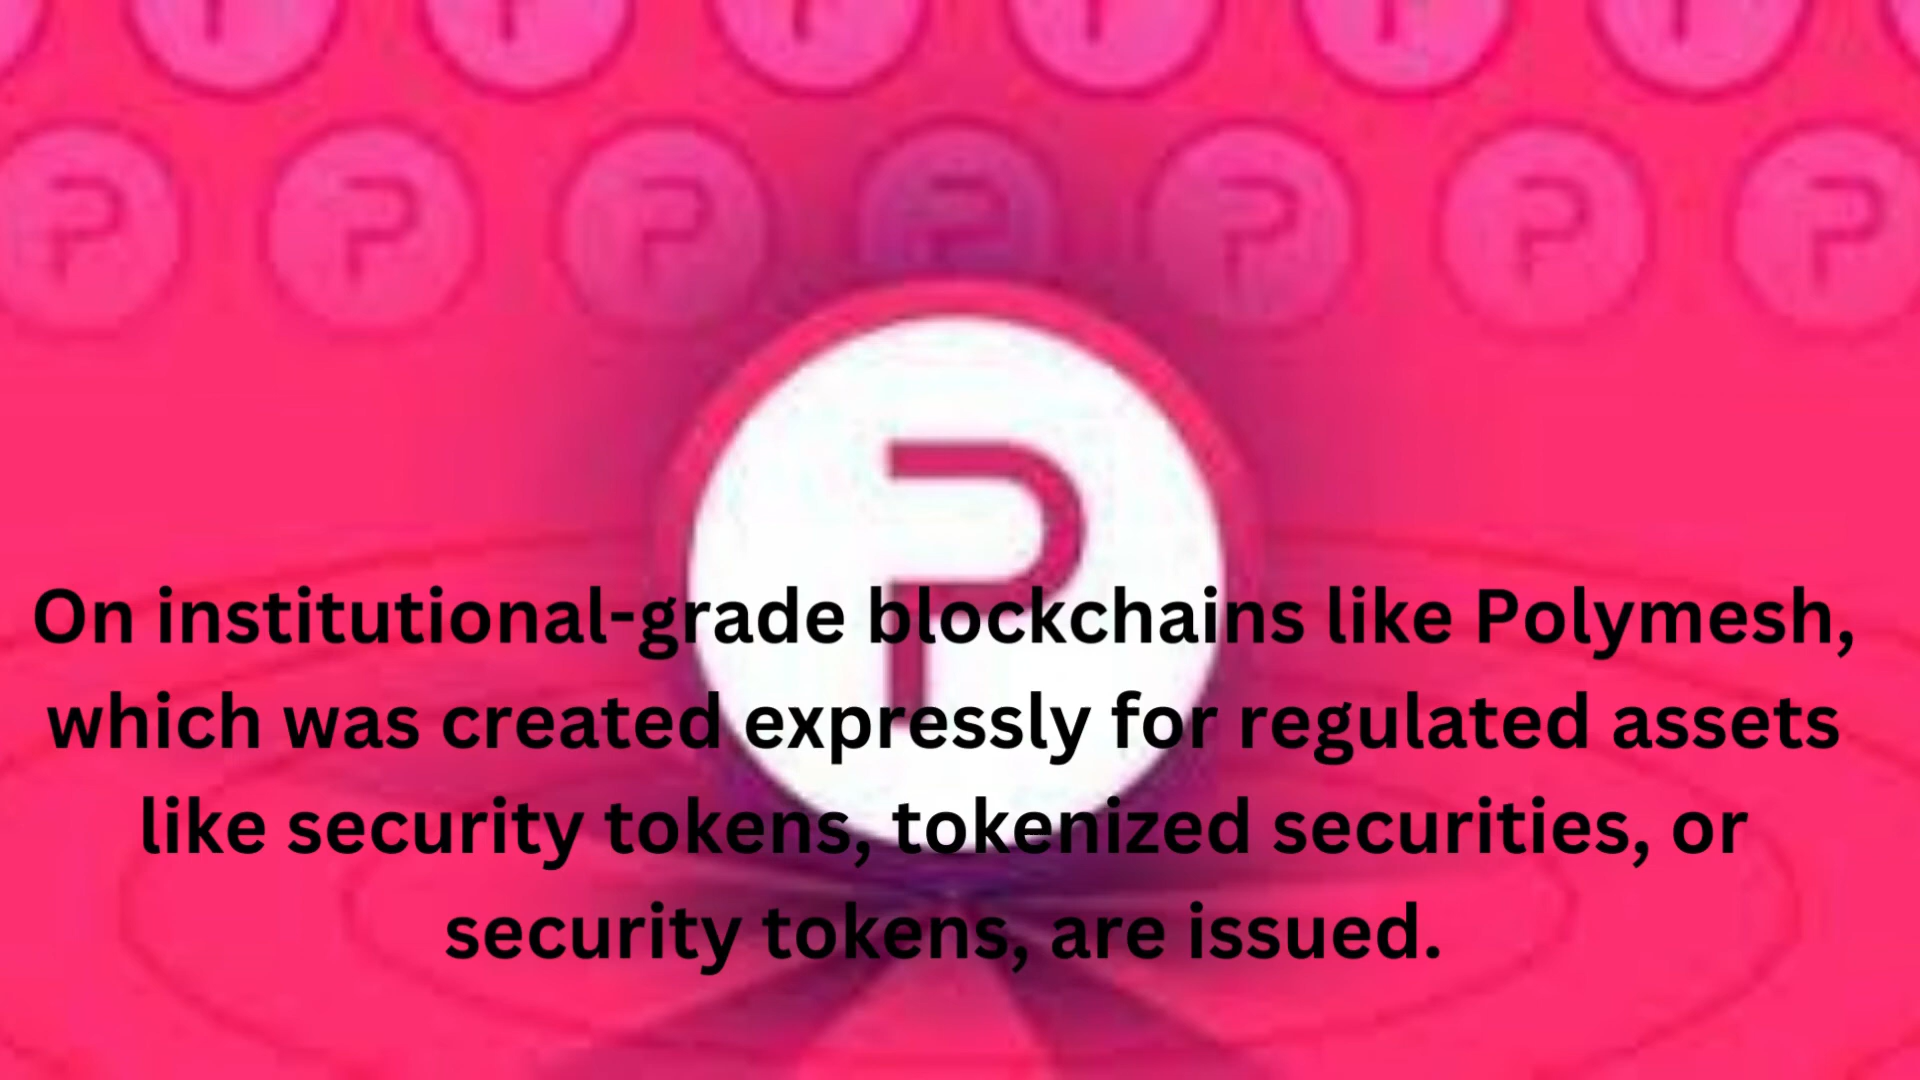 On institutional-grade blockchains like Polymesh,
which was created expressly for regulated assets
like security tokens, tokenized securities, or
security tokens, are issued.